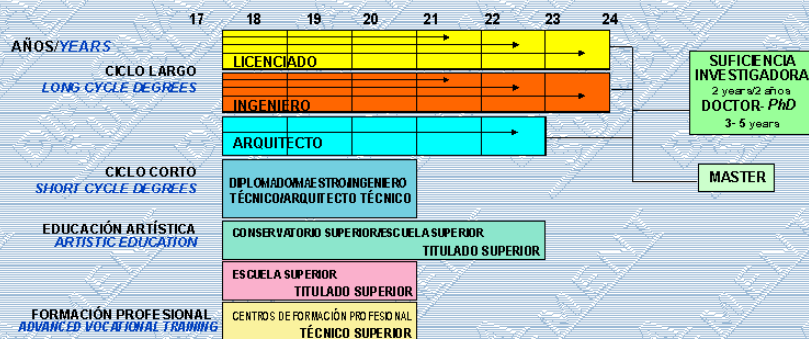 17 18 19 20 21 22 23 24
AÑOS/YEARS
CICLO LARGO
LONG CYCLE DEGREES
LICENCIADO
INGENIERO
ARQUITECTO
SUFICIENCIA
INVESTIGADORA
2 years/2 años
DOCTOR- PhD
3- 5 years
MASTER
CICLO CORTO
SHORT CYCLE DEGREES
DIPLOMADO/MAESTRO/INGENIERO
TÉCNICO/ARQUITECTO TÉCNICO
EDUCACIÓN ARTÍSTICA
ARTISTIC EDUCATION
CONSERVATORIO SUPERIOR/ESCUELA SUPERIOR
TITULADO SUPERIOR
ESCUELA SUPERIOR
TITULADO SUPERIOR
FORMACIÓN PROFESIONAL
ADVANCED VOCATIONAL TRAINING
CENTROS DE FORMACIÓN PROFESIONAL
TÉCNICO SUPERIOR